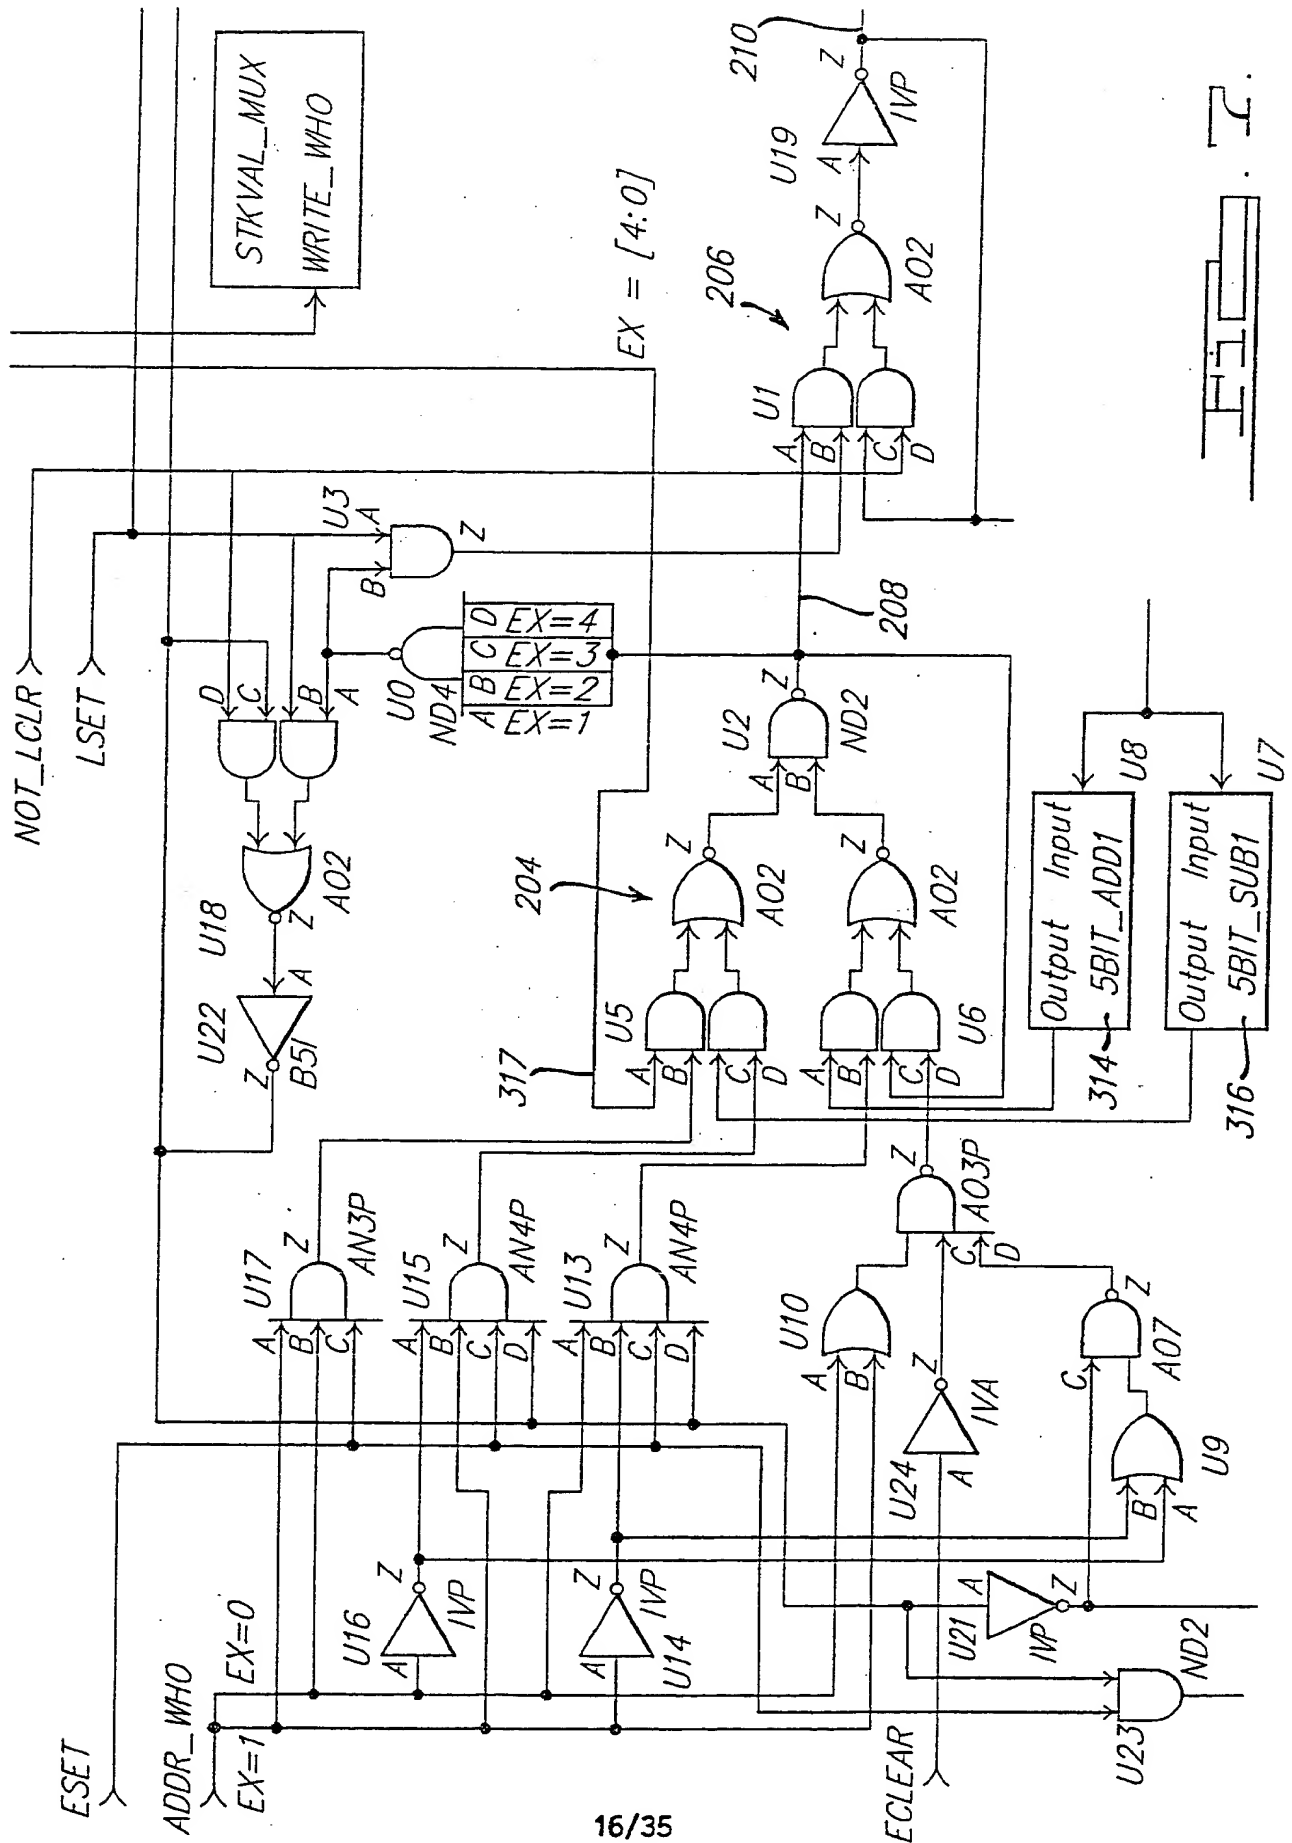 ESET
ADDR_WHO
EX=1
EX=0
NOT_LCLR
LSET
STKVAL_MUX
WRITE_WHO
U17
A
B
C
Z
AN3P
U22
Z
A
B5I
U18
Z
AO2
D
C
B
A
U3
A
B
Z
U0
ND4
A
B
C
D
EX=1
EX=2
EX=3
EX=4
U16
A
Z
IVP
U15
A
B
C
D
Z
AN4P
U14
A
Z
IVP
U13
A
B
C
D
Z
AN4P
317
204
U5
A
B
C
D
Z
AO2
EX = [4:0]
U2
A
B
Z
ND2
208
206
U1
A
B
C
D
Z
AO2
U19
A
Z
IVP
210
U10
A
B
U6
A
B
C
D
Z
AO2
ECLEAR
U24
A
Z
IVA
C
D
Z
AO3P
U21
A
Z
IVP
U9
B
A
C
Z
AO7
U23
ND2
314
Output Input
5BIT_ADD1
U8
316
Output Input
5BIT_SUB1
U7
Fig.
16/35